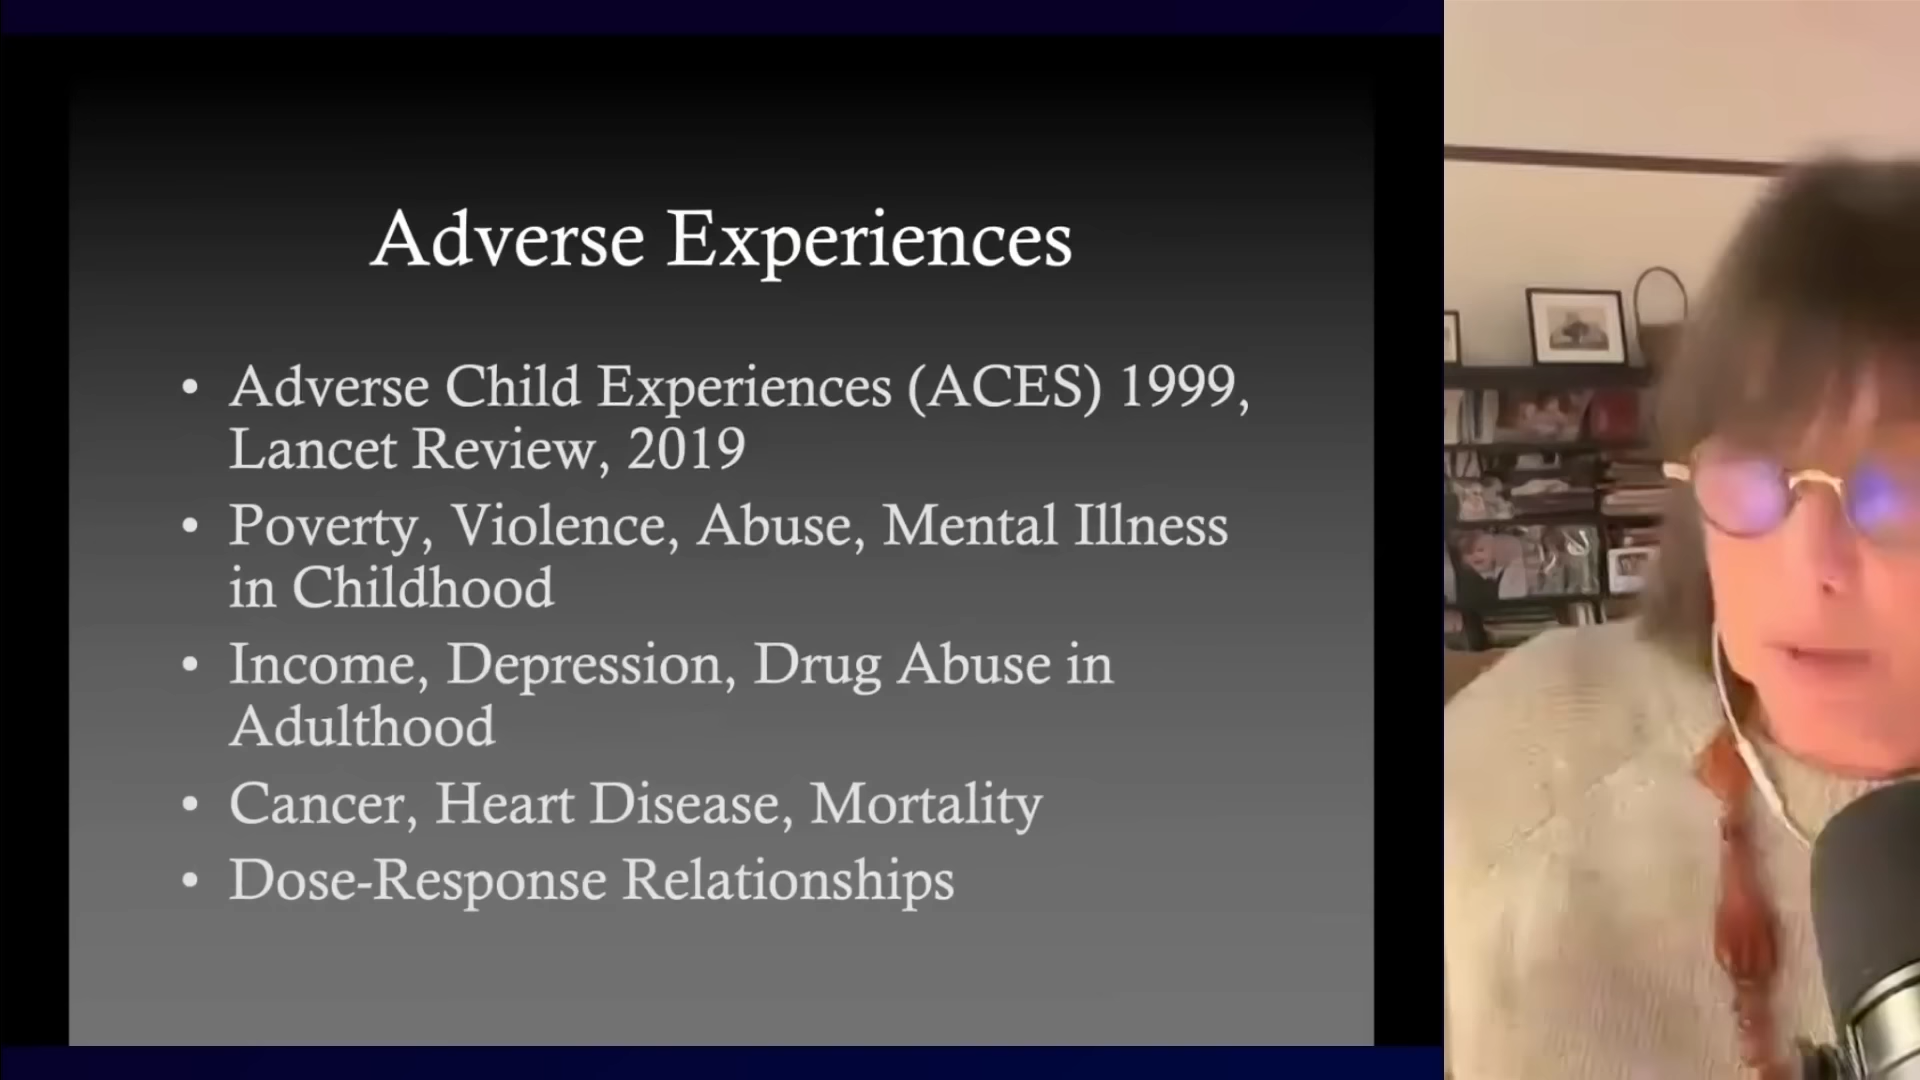 Adverse Experiences
• Adverse Child Experiences (ACES) 1999,
Lancet Review, 2019
• Poverty, Violence, Abuse, Mental Illness
in Childhood
• Income, Depression, Drug Abuse in
Adulthood
• Cancer, Heart Disease, Mortality
• Dose-Response Relationships